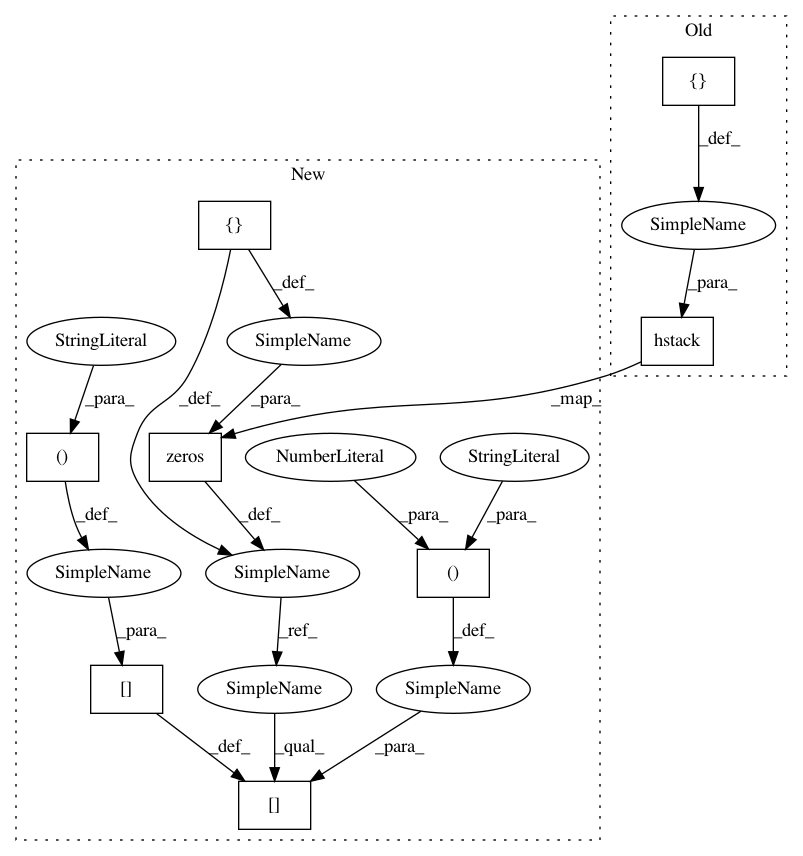 Old
{}
_def_
New
{}
SimpleName
_def_
_para_
StringLiteral
SimpleName
hstack
_para_
_def_
_para_
_map_
()
zeros
NumberLiteral
StringLiteral
_def_
_def_
_para_
_para_
SimpleName
SimpleName
()
_para_
_ref_
_def_
[]
SimpleName
SimpleName
_def_
_qual_
_para_
[]